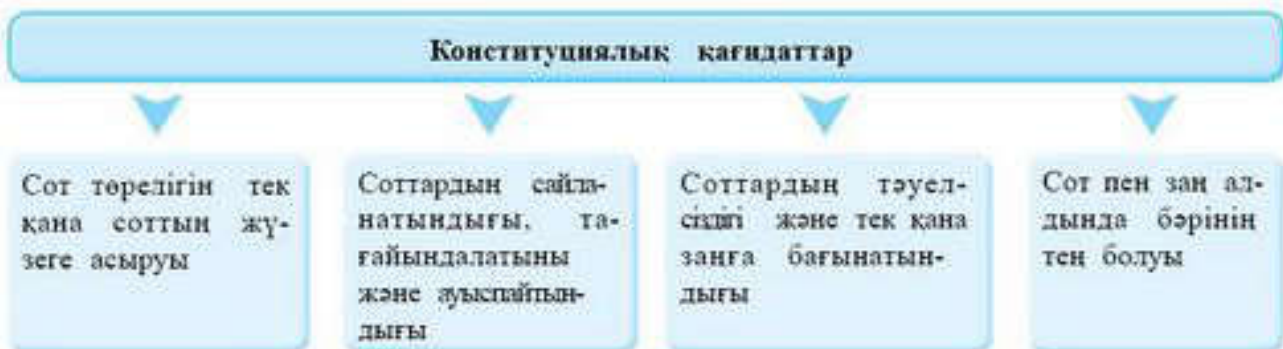 Конституциялық қағидаттар
Сот төрелігін тек
қана соттың жү-
зеге асыруы
Соттардың сайла-
натындығы, та-
ғайындалатыны
және ауыспайтын-
дығы
Соттардың тәуел-
сіздігі және тек қана
заңға бағынатын-
дығы
Сот пен заң ал-
дында бәрінің
тең болуы